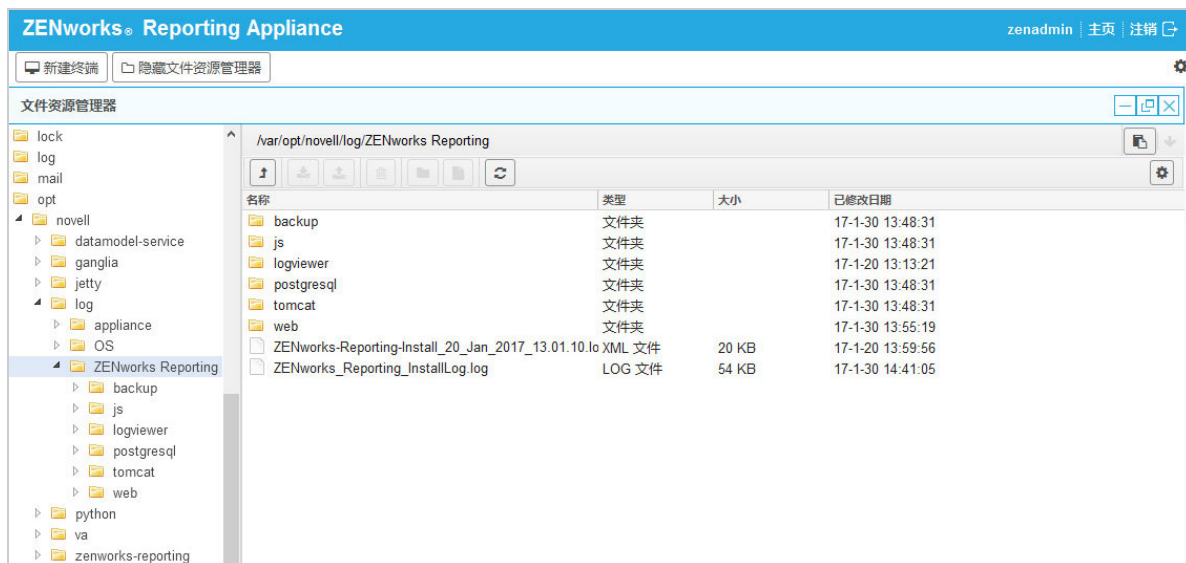 ZENworks® Reporting Appliance
zenadmin 主页 注销
新建终端 隐藏文件资源管理器
文件资源管理器
lock
log
mail
opt
novell
datamodel-service
ganglia
jetty
log
appliance
OS
ZENworks Reporting
backup
js
logviewer
postgresql
tomcat
web
python
va
zenworks-reporting
/var/opt/novell/log/ZENworks Reporting
名称 类型 大小 已修改日期
backup 文件夹 17-1-30 13:48:31
js 文件夹 17-1-30 13:48:31
logviewer 文件夹 17-1-20 13:13:21
postgresql 文件夹 17-1-30 13:48:31
tomcat 文件夹 17-1-30 13:48:31
web 文件夹 17-1-30 13:55:19
ZENworks-Reporting-Install_20_Jan_2017_13.01.10.lo XML 文件 20 KB 17-1-20 13:59:56
ZENworks_Reporting_InstallLog.log LOG 文件 54 KB 17-1-30 14:41:05